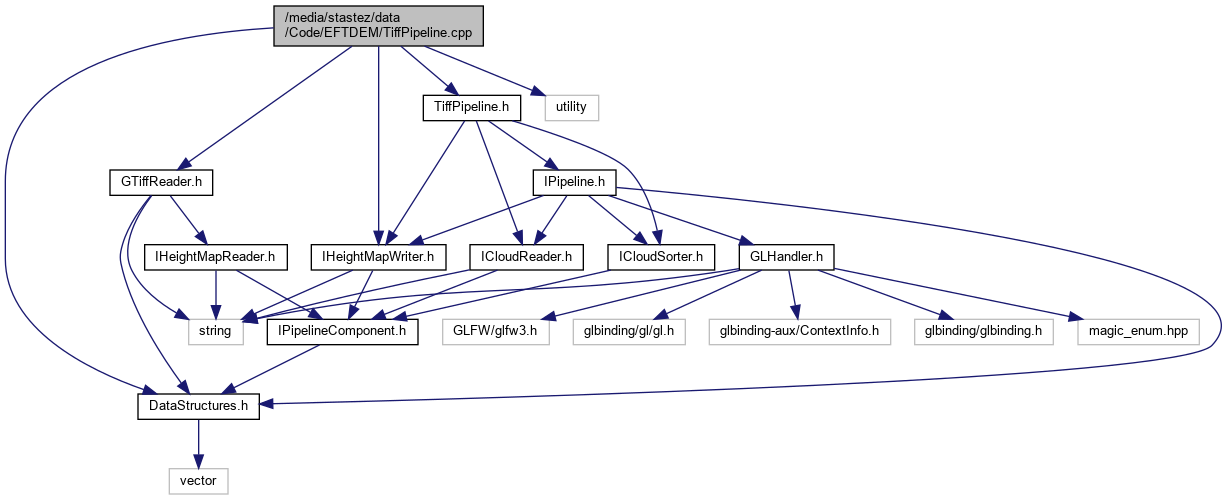 /media/stastez/data
/Code/EFTDEM/TiffPipeline.cpp
TiffPipeline.h
utility
GTiffReader.h
IPipeline.h
IHeightMapReader.h
IHeightMapWriter.h
ICloudReader.h
ICloudSorter.h
GLHandler.h
string
IPipelineComponent.h
GLFW/glfw3.h
glbinding/gl/gl.h
glbinding-aux/ContextInfo.h
glbinding/glbinding.h
magic_enum.hpp
DataStructures.h
vector